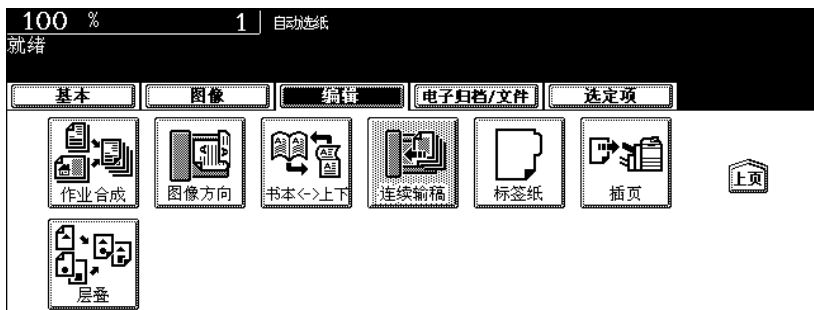 100 % 1 自动选纸
就绪
基本 图像 编辑 电子归档/文件 选定项
作业合成 图像方向 书本<->上下 连续输稿 标签纸 插页 上页
层叠